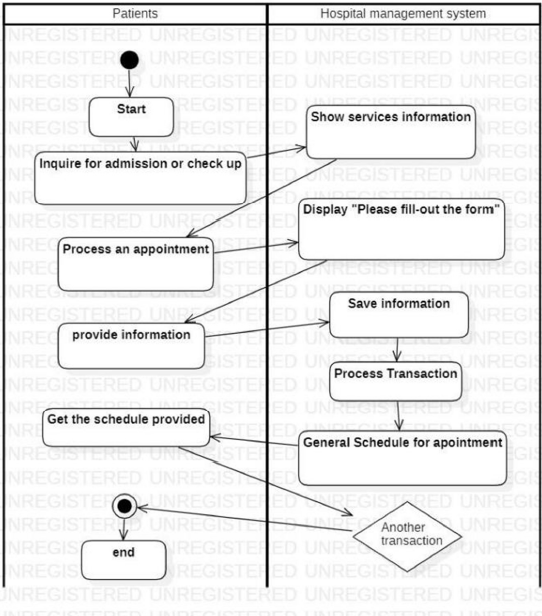 Patients
Hospital management system
Start
Show services information
Inquire for admission or check up
Display "Please fill-out the form"
Process an appointment
Save information
provide information
Process Transaction
Get the schedule provided
General Schedule for apointment
Another
transaction
end
UNREGISTERED UNREGISTERED UNREGISTERED UNREGISTERED